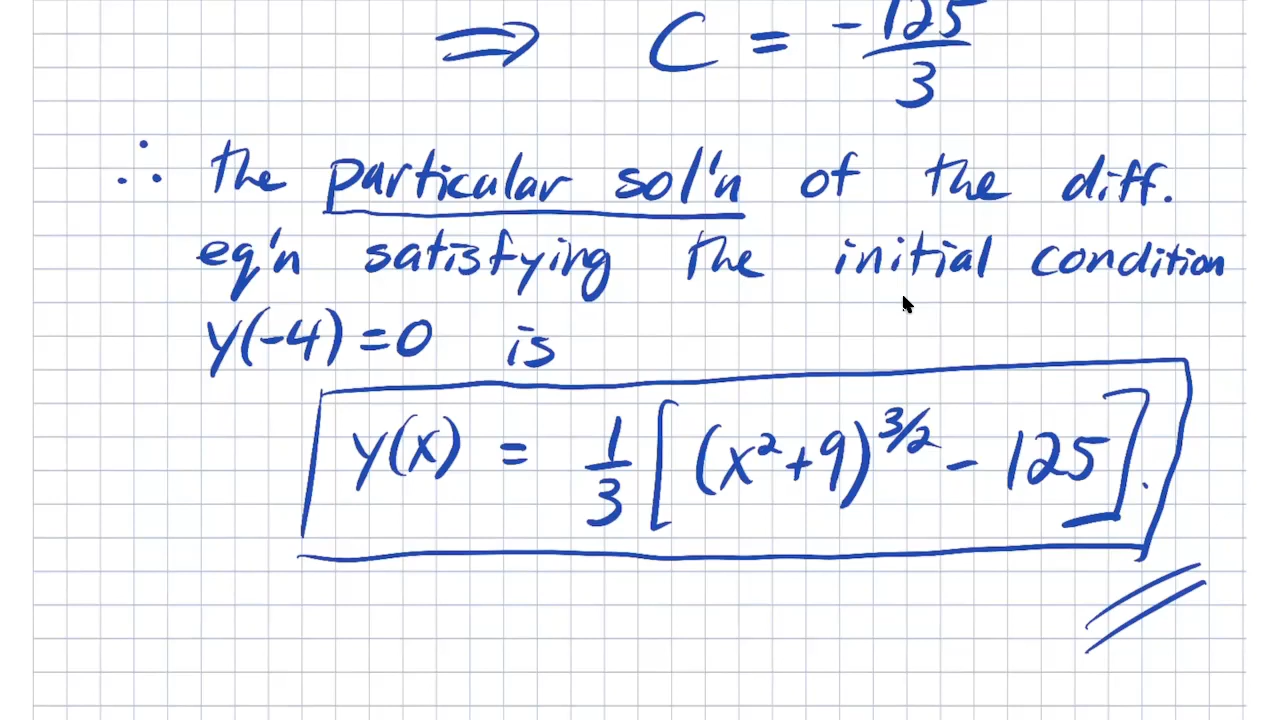 ⟹ C = -125/3
∴ the particular sol'n of the diff.
eq'n satisfying the initial condition
y(-4)=0 is
y(x) = 1/3 [(x²+9)^3/2 - 125].